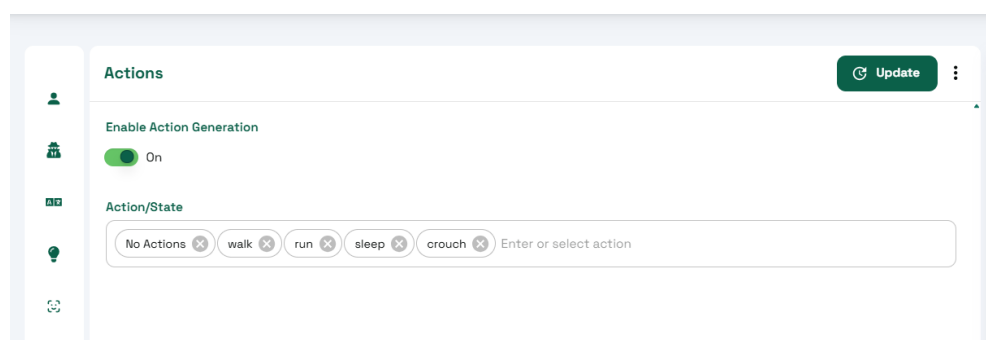 Actions
Update
Enable Action Generation
On
Action/State
No Actions walk run sleep crouch Enter or select action